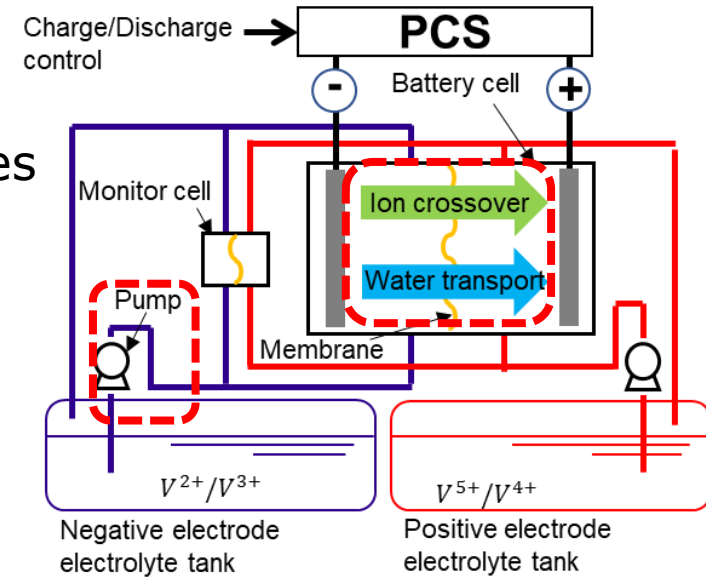 Charge/Discharge
control
PCS
-
Battery cell
+
es
Monitor cell
Ion crossover
Water transport
Pump
Membrane
V²⁺/V³⁺
V⁵⁺/V⁴⁺
Negative electrode
electrolyte tank
Positive electrode
electrolyte tank